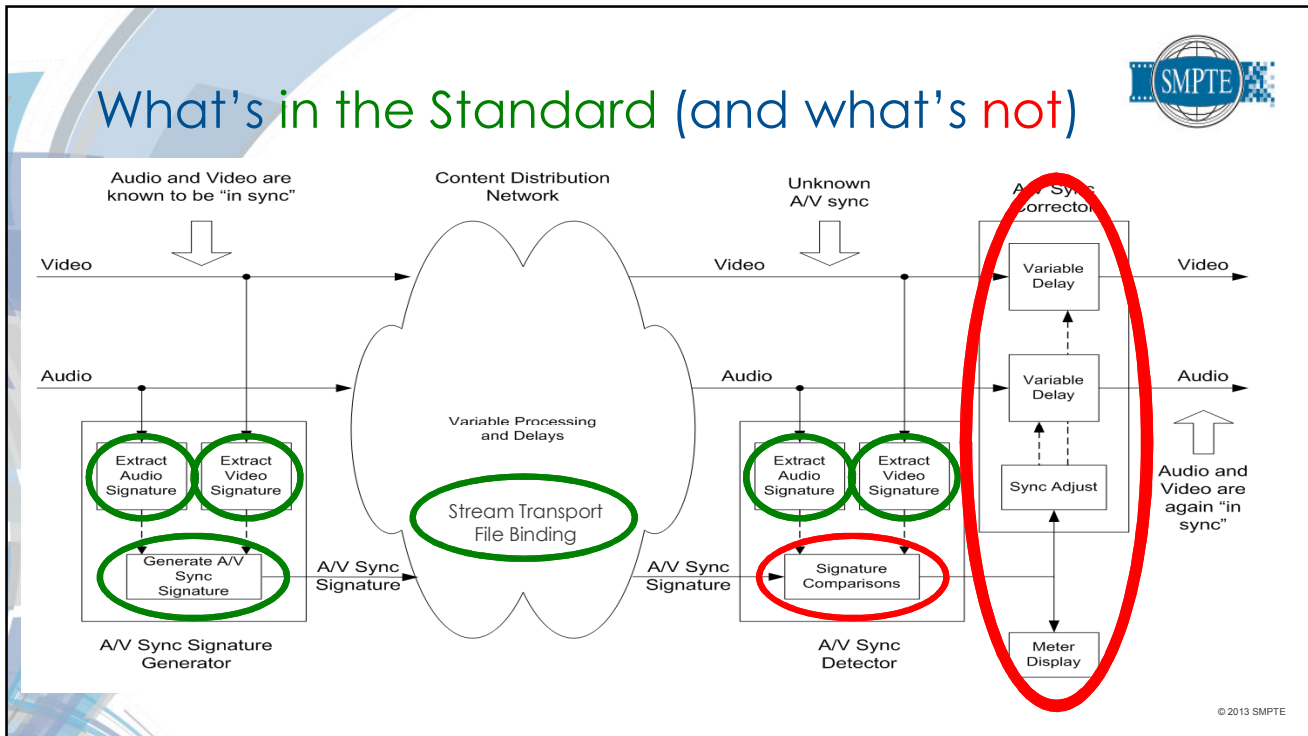 SMPTE
What's in the Standard (and what's not)
Audio and Video are
known to be "in sync"
Content Distribution
Network
Unknown
A/V sync
A/V Sync
Corrector
Video
Video
Variable
Delay
Video
Audio
Audio
Variable
Delay
Audio
Variable Processing
and Delays
Extract
Audio
Signature
Extract
Video
Signature
Stream Transport
File Binding
Extract
Audio
Signature
Extract
Video
Signature
Sync Adjust
Audio and
Video are
again "in
sync"
Generate A/V
Sync
Signature
A/V Sync
Signature
A/V Sync
Signature
Signature
Comparisons
A/V Sync Signature
Generator
A/V Sync
Detector
Meter
Display
© 2013 SMPTE